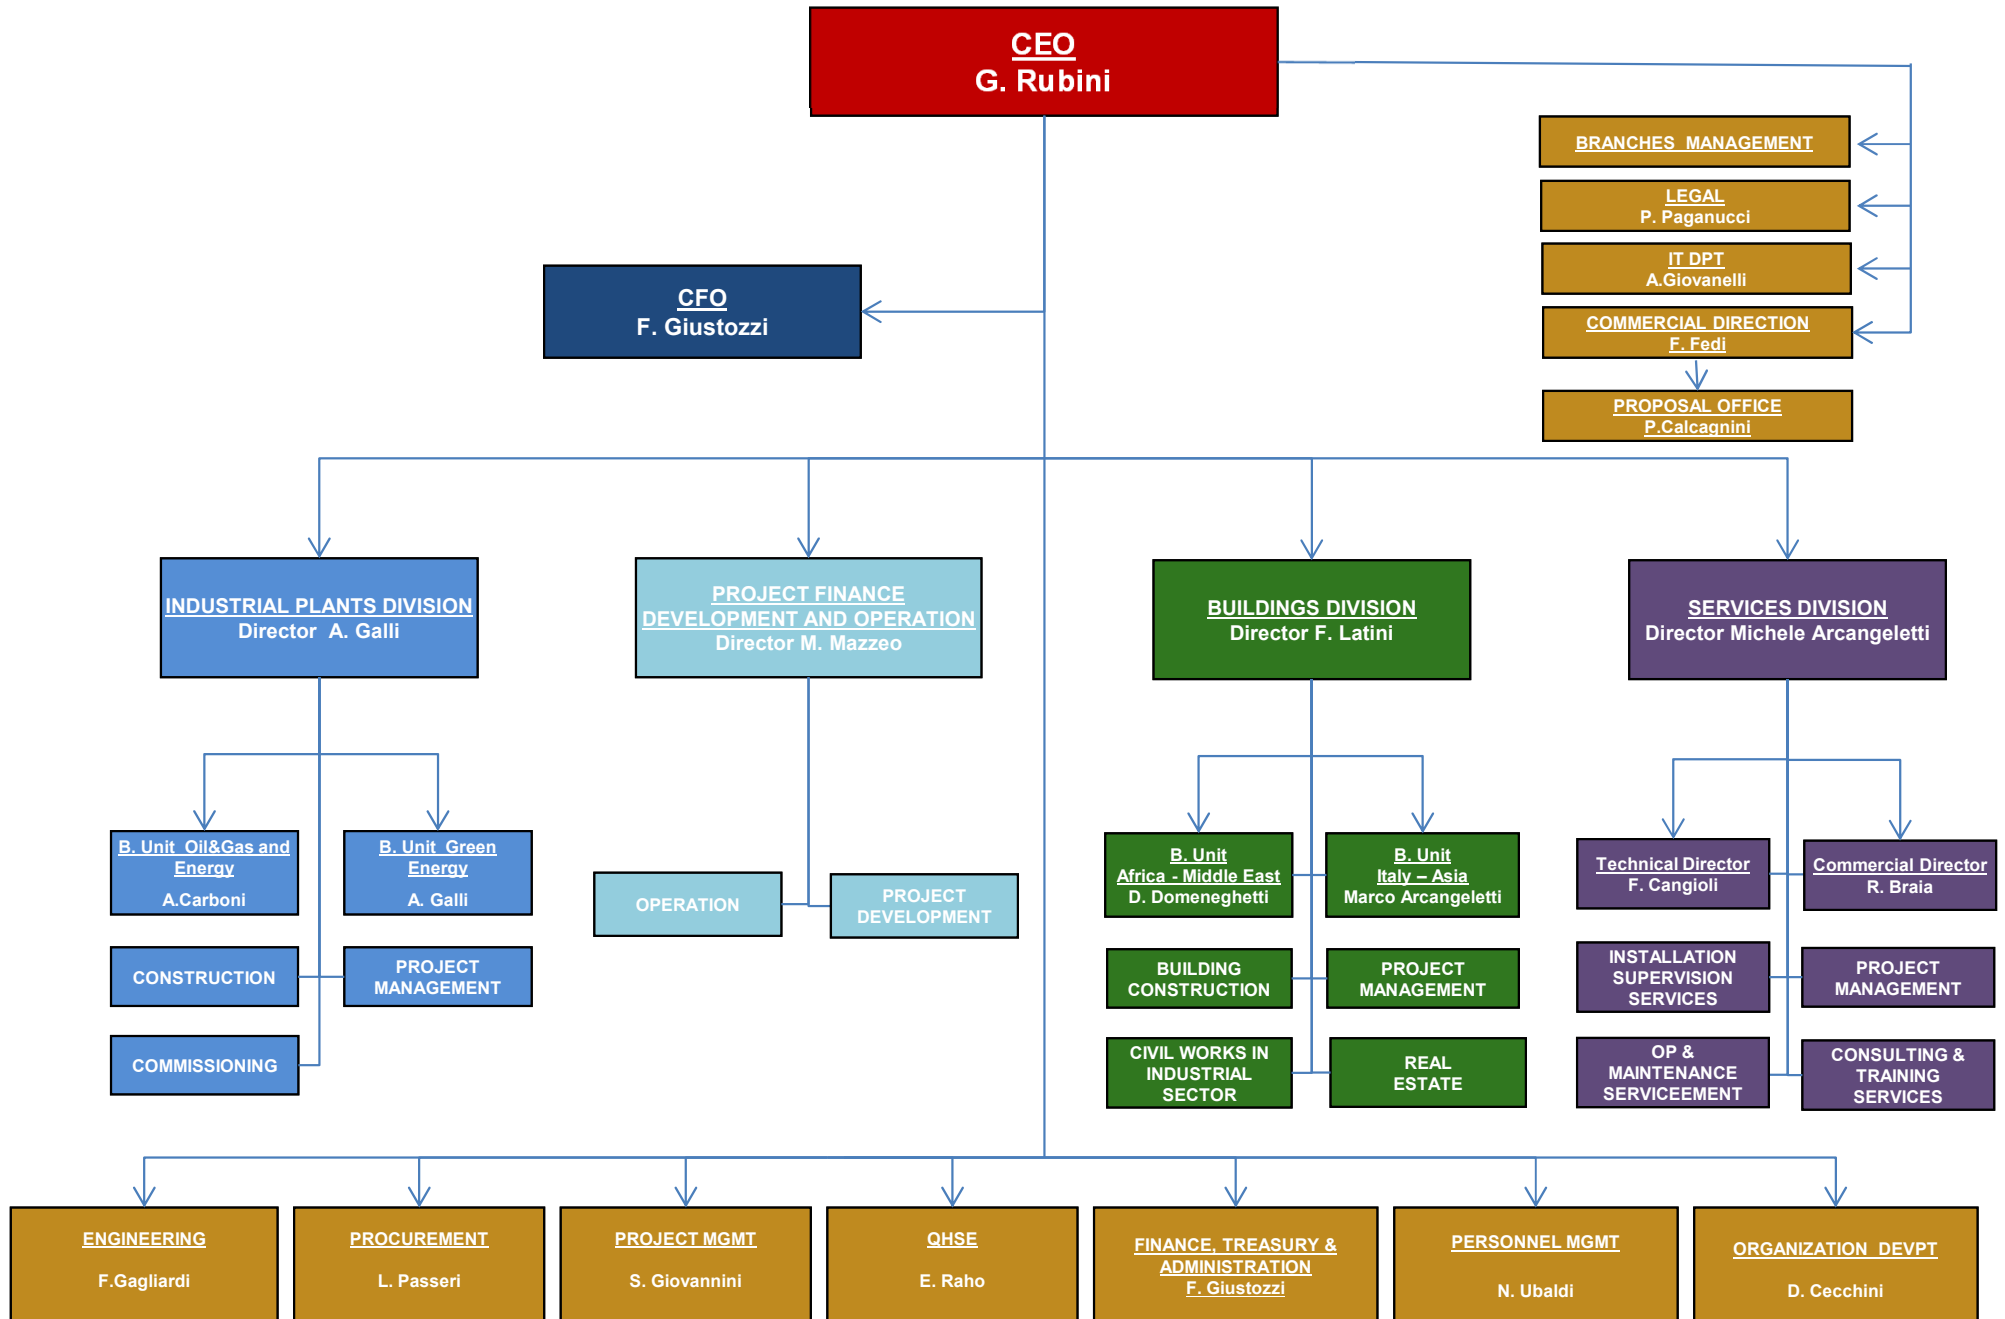 CEO
G. Rubini
BRANCHES MANAGEMENT
LEGAL
P. Paganucci
IT DPT
A.Giovanelli
COMMERCIAL DIRECTION
F. Fedi
PROPOSAL OFFICE
P.Calcagnini
CFO
F. Giustozzi
INDUSTRIAL PLANTS DIVISION
Director A. Galli
PROJECT FINANCE
DEVELOPMENT AND OPERATION
Director M. Mazzeo
BUILDINGS DIVISION
Director F. Latini
SERVICES DIVISION
Director Michele Arcangeletti
B. Unit Oil&Gas and
Energy
A.Carboni
B. Unit Green
Energy
A. Galli
CONSTRUCTION
PROJECT
MANAGEMENT
COMMISSIONING
OPERATION
PROJECT
DEVELOPMENT
B. Unit
Africa - Middle East
D. Domeneghetti
B. Unit
Italy – Asia
Marco Arcangeletti
BUILDING
CONSTRUCTION
PROJECT
MANAGEMENT
CIVIL WORKS IN
INDUSTRIAL
SECTOR
REAL
ESTATE
Technical Director
F. Cangioli
Commercial Director
R. Braia
INSTALLATION
SUPERVISION
SERVICES
PROJECT
MANAGEMENT
OP &
MAINTENANCE
SERVICEEMENT
CONSULTING &
TRAINING
SERVICES
ENGINEERING
F.Gagliardi
PROCUREMENT
L. Passeri
PROJECT MGMT
S. Giovannini
QHSE
E. Raho
FINANCE, TREASURY &
ADMINISTRATION
F. Giustozzi
PERSONNEL MGMT
N. Ubaldi
ORGANIZATION DEVPT
D. Cecchini